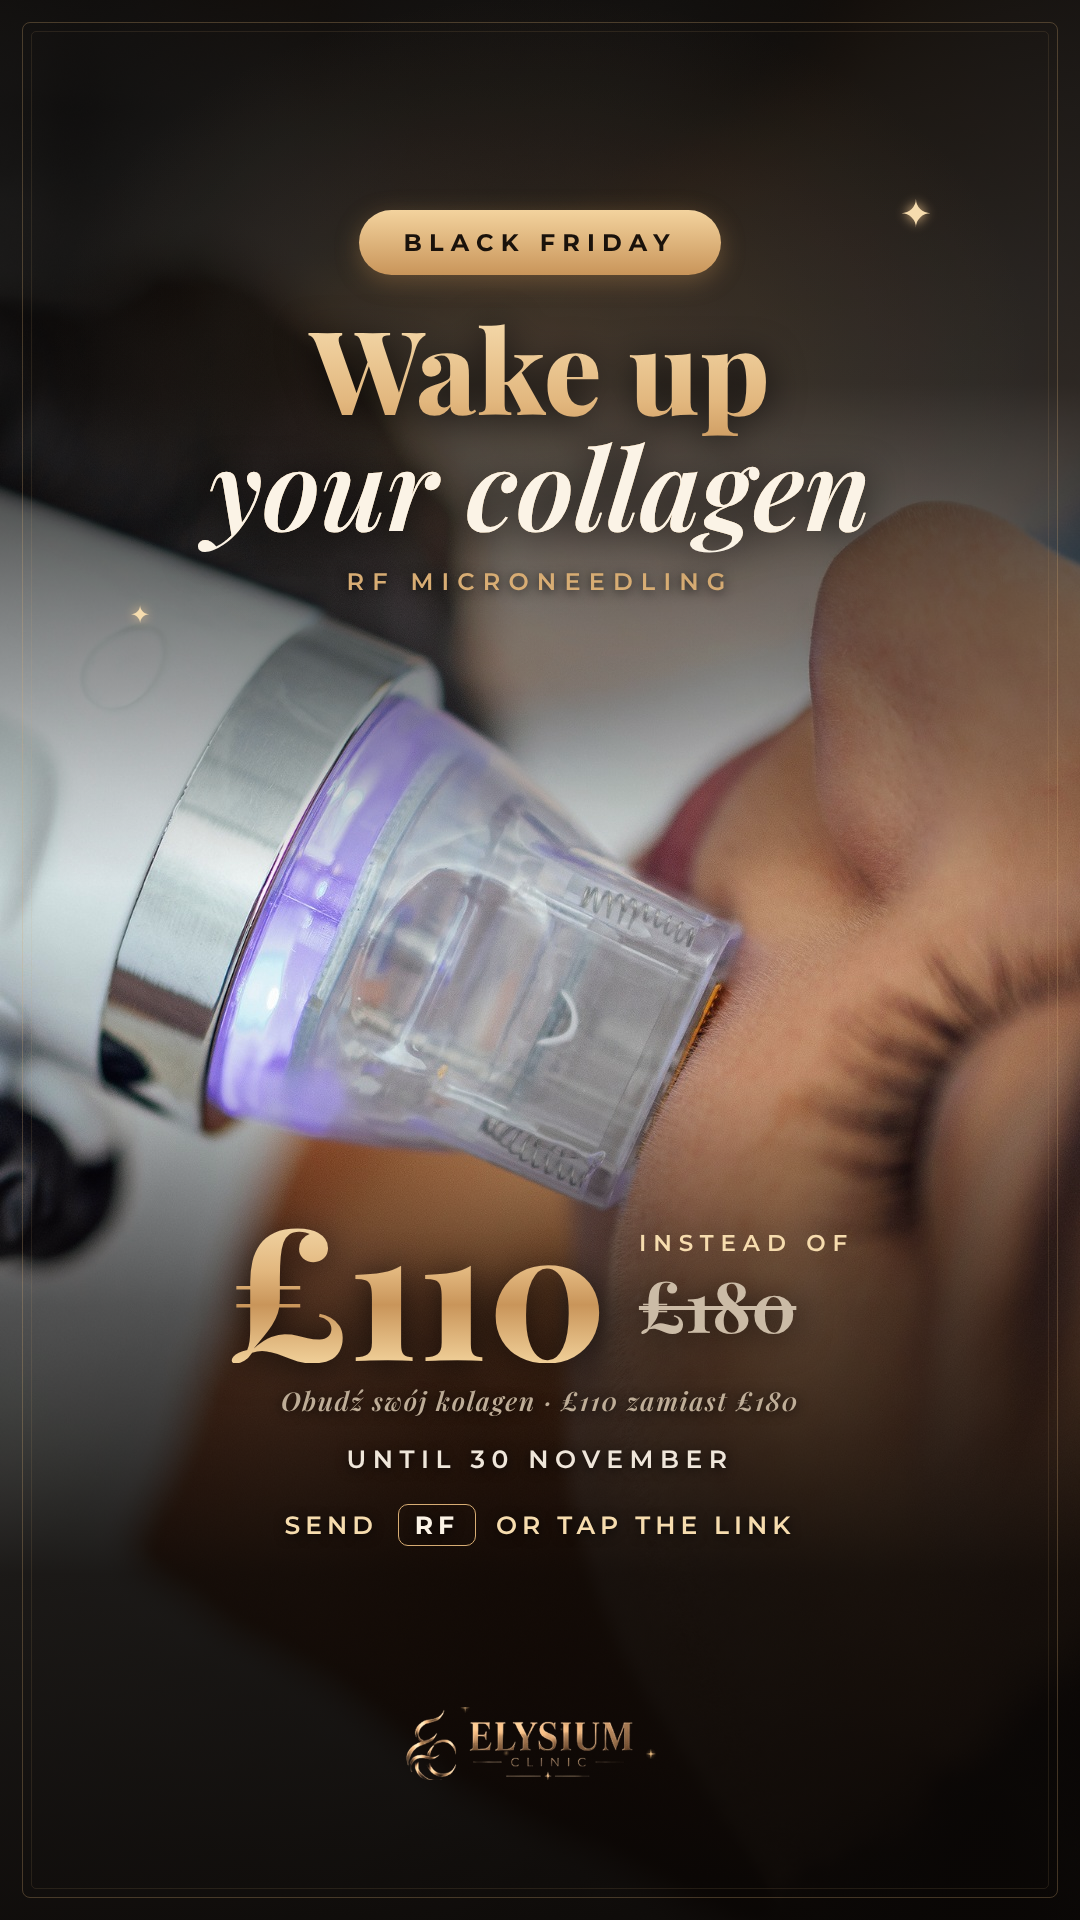 BLACK FRIDAY
Wake up
your collagen
RF MICRONEEDLING
£110
INSTEAD OF
£180
Obudź swój kolagen · £110 zamiast £180
UNTIL 30 NOVEMBER
SEND RF OR TAP THE LINK
ELYSIUM
CLINIC